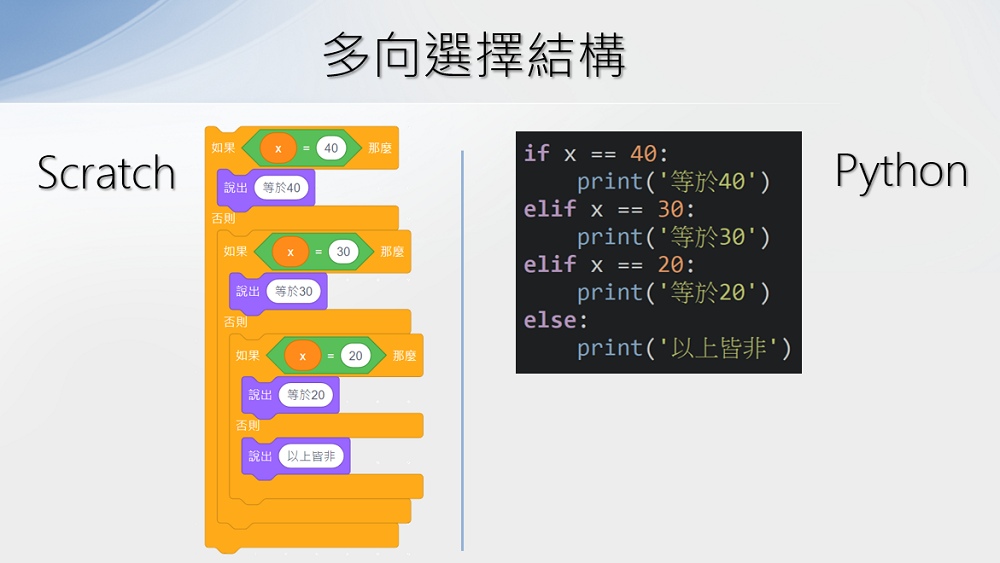 多向選擇結構
Scratch
如果 x = 40 那麼
說出 等於40
否則
如果 x = 30 那麼
說出 等於30
否則
如果 x = 20 那麼
說出 等於20
否則
說出 以上皆非
Python
if x == 40:
    print('等於40')
elif x == 30:
    print('等於30')
elif x == 20:
    print('等於20')
else:
    print('以上皆非')